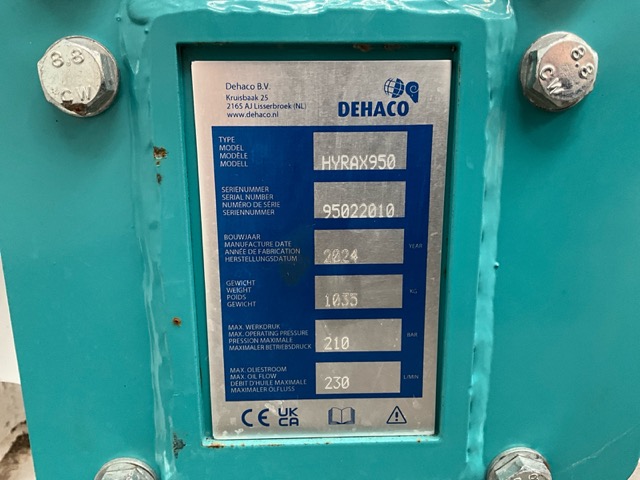 8.8
CW
8.8
CW
Dehaco B.V.
Kruisbaak 25
2165 AJ Lisserbroek (NL)
www.dehaco.nl
DEHACO
TYPE
MODEL
MODÈLE
MODELL
HYRAX950
SERIENUMMER
SERIAL NUMBER
NUMÉRO DE SÉRIE
SERIENNUMMER
95022010
BOUWJAAR
MANUFACTURE DATE
ANNÉE DE FABRICATION
HERSTELLUNGSDATUM
2024
YEAR
GEWICHT
WEIGHT
POIDS
GEWICHT
1035
KG
MAX. WERKDRUK
MAX. OPERATING PRESSURE
PRESSION MAXIMALE
MAXIMALER BETRIEBSDRUCK
210
BAR
MAX. OLIESTROOM
MAX. OIL FLOW
DÉBIT D'HUILE MAXIMALE
MAXIMALER ÖLFLUSS
230
L/MIN
CE UK
CA